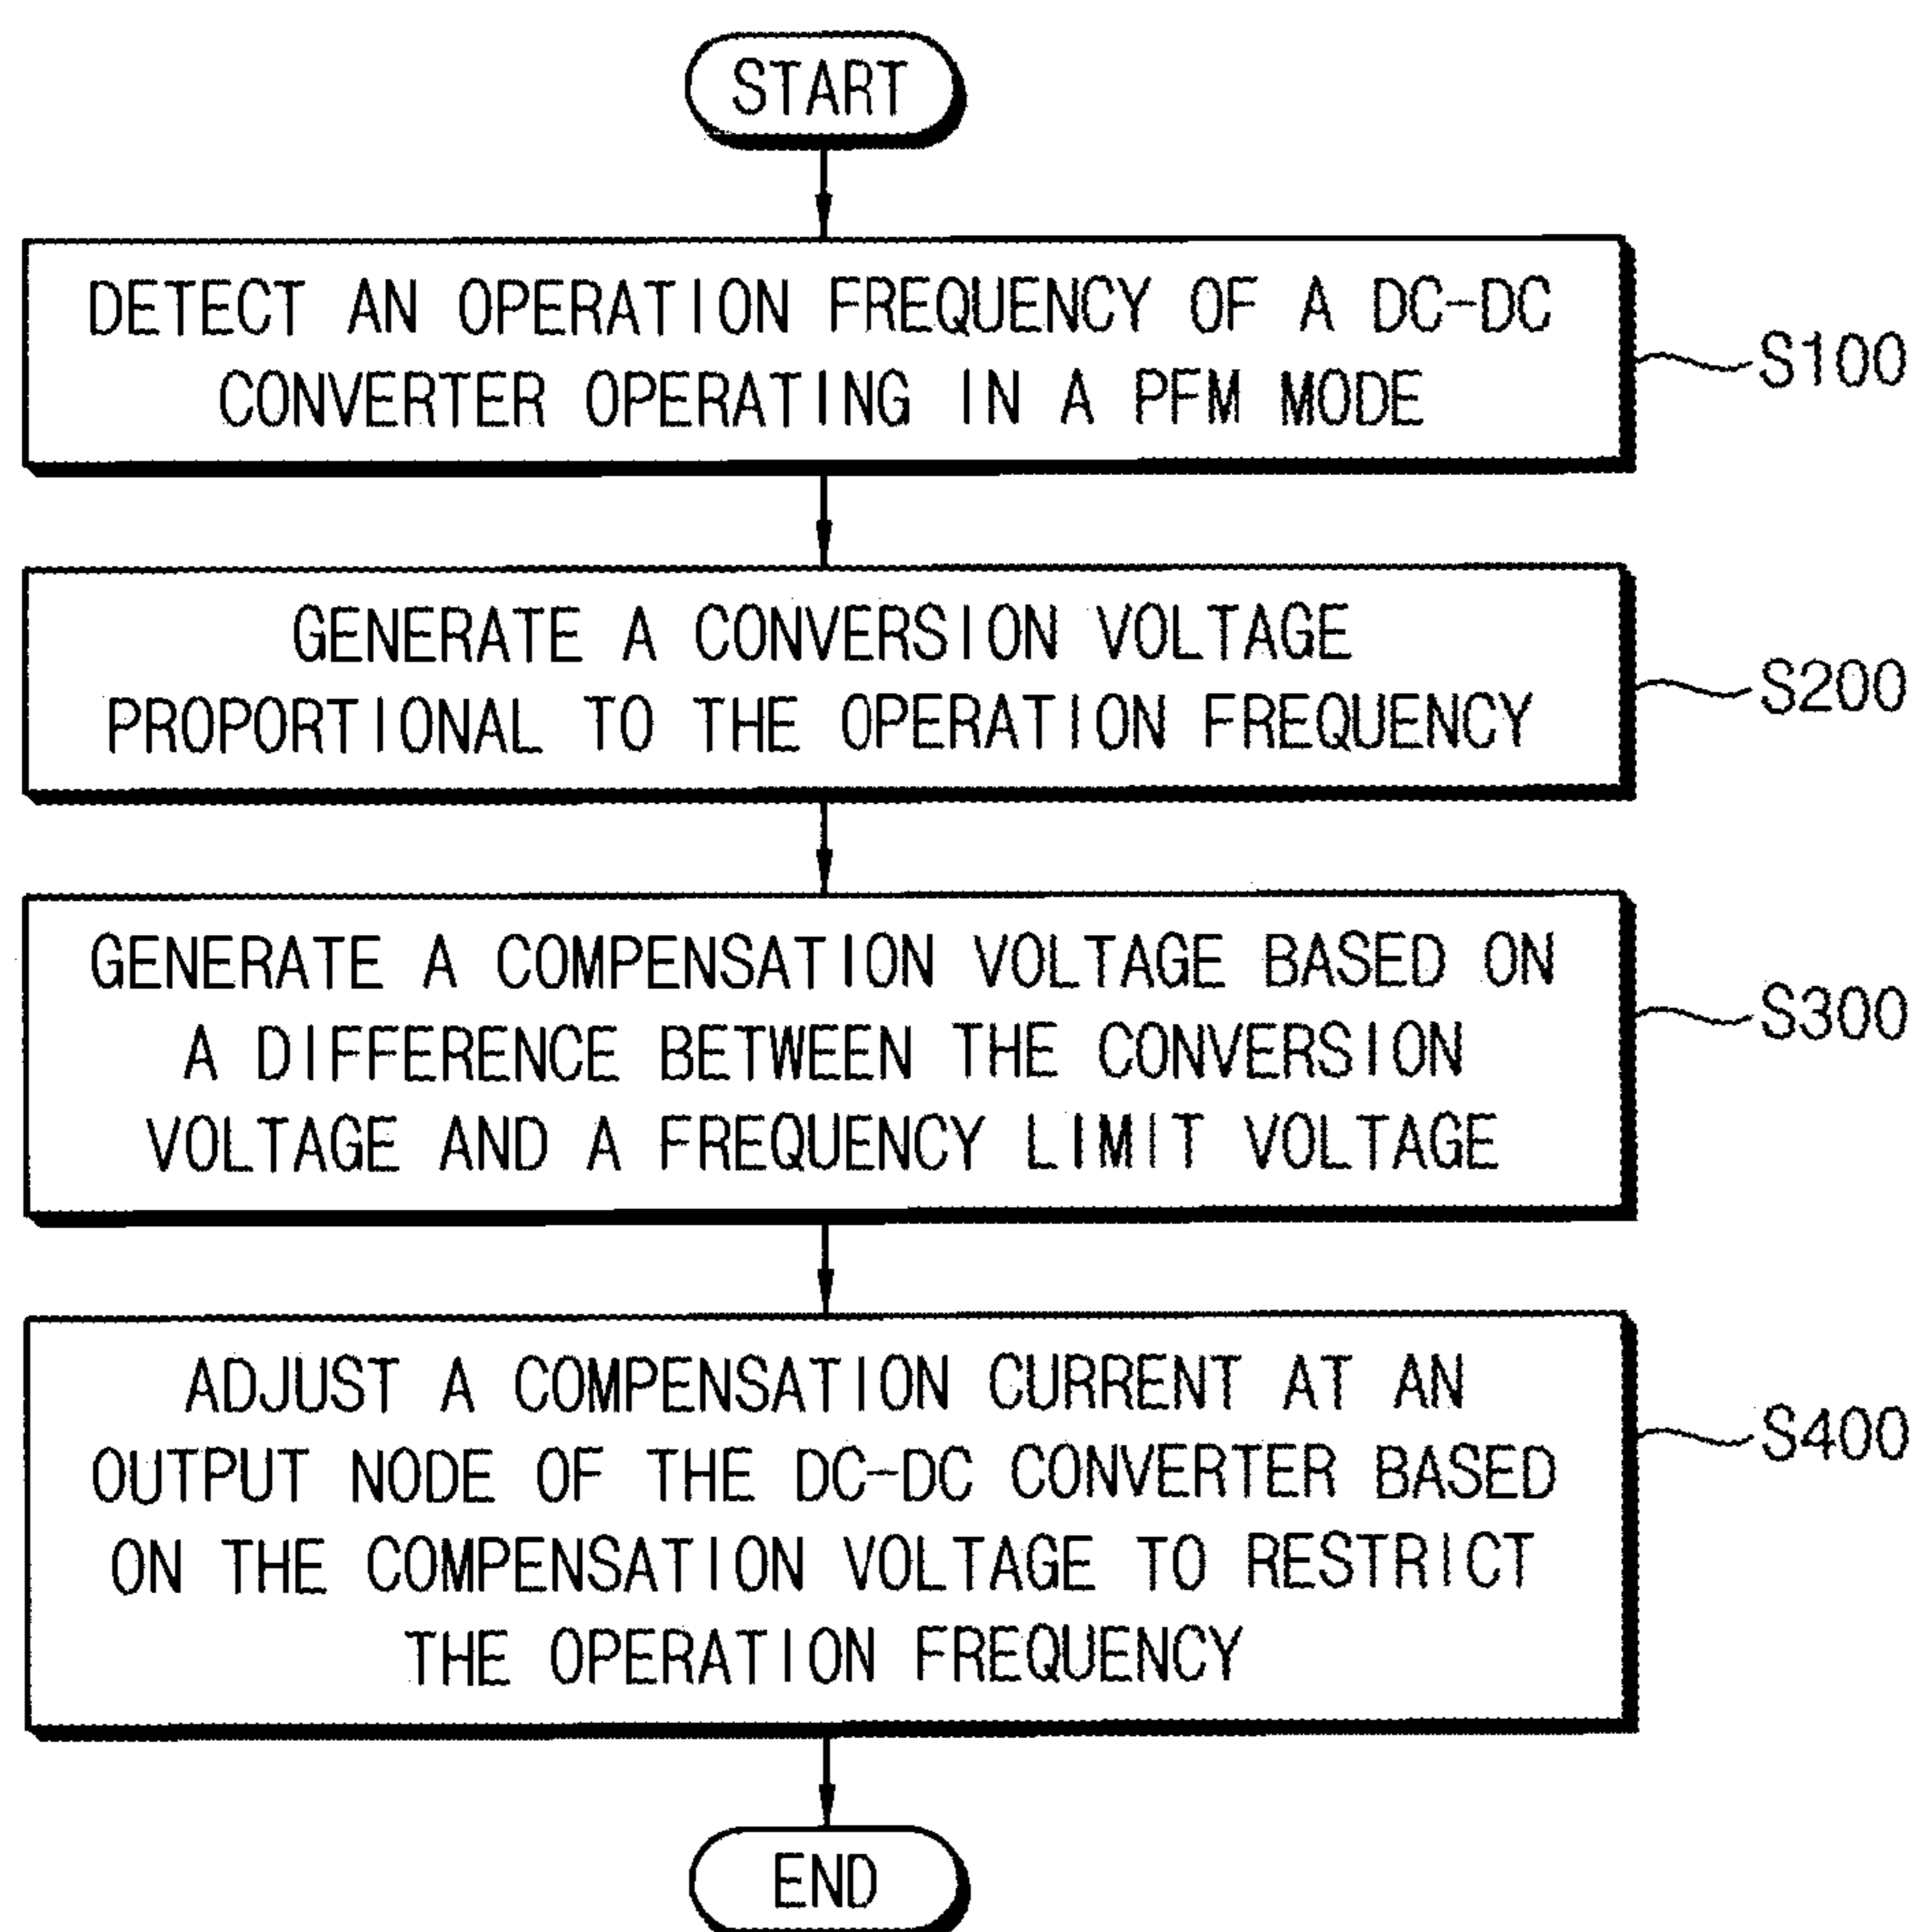 START
DETECT AN OPERATION FREQUENCY OF A DC-DC
CONVERTER OPERATING IN A PFM MODE
S100
GENERATE A CONVERSION VOLTAGE
PROPORTIONAL TO THE OPERATION FREQUENCY
S200
GENERATE A COMPENSATION VOLTAGE BASED ON
A DIFFERENCE BETWEEN THE CONVERSION
VOLTAGE AND A FREQUENCY LIMIT VOLTAGE
S300
ADJUST A COMPENSATION CURRENT AT AN
OUTPUT NODE OF THE DC-DC CONVERTER BASED
ON THE COMPENSATION VOLTAGE TO RESTRICT
THE OPERATION FREQUENCY
S400
END